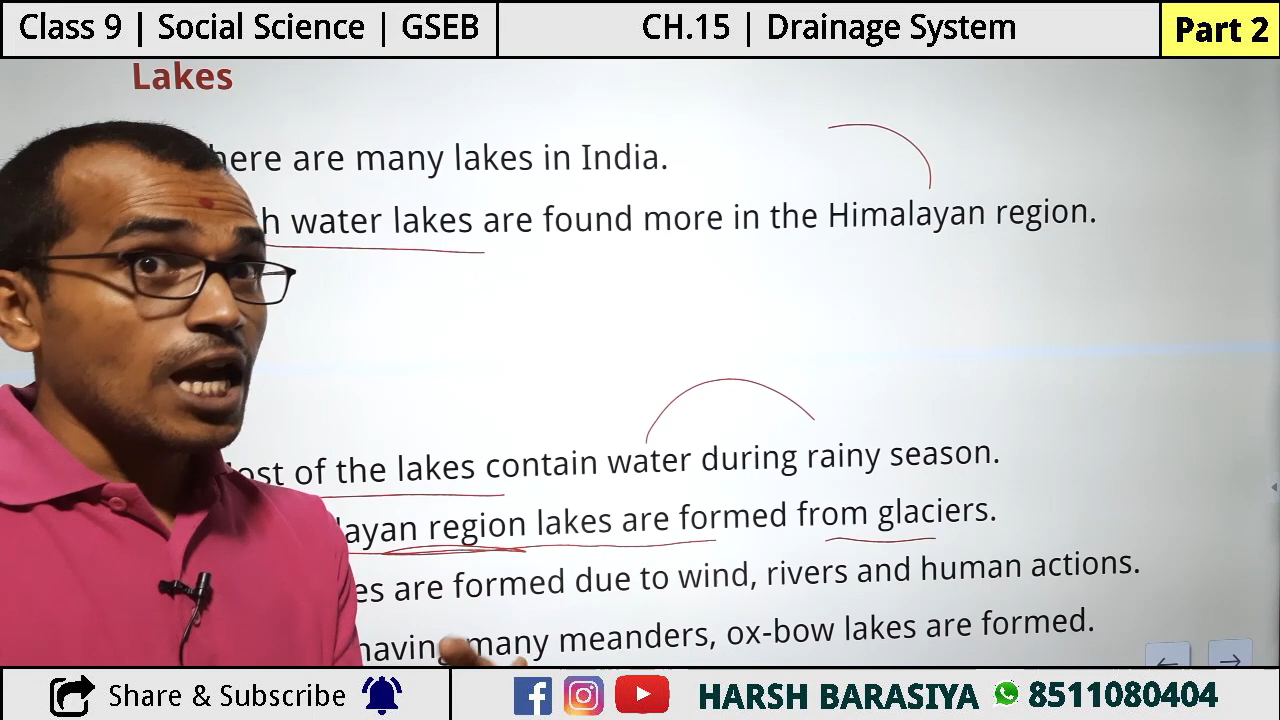 Class 9 | Social Science | GSEB
CH.15 | Drainage System
Part 2
Lakes
here are many lakes in India.
h water lakes are found more in the Himalayan region.
ost of the lakes contain water during rainy season.
layan region lakes are formed from glaciers.
es are formed due to wind, rivers and human actions.
having many meanders, ox-bow lakes are formed.
Share & Subscribe
HARSH BARASIYA 8511080404